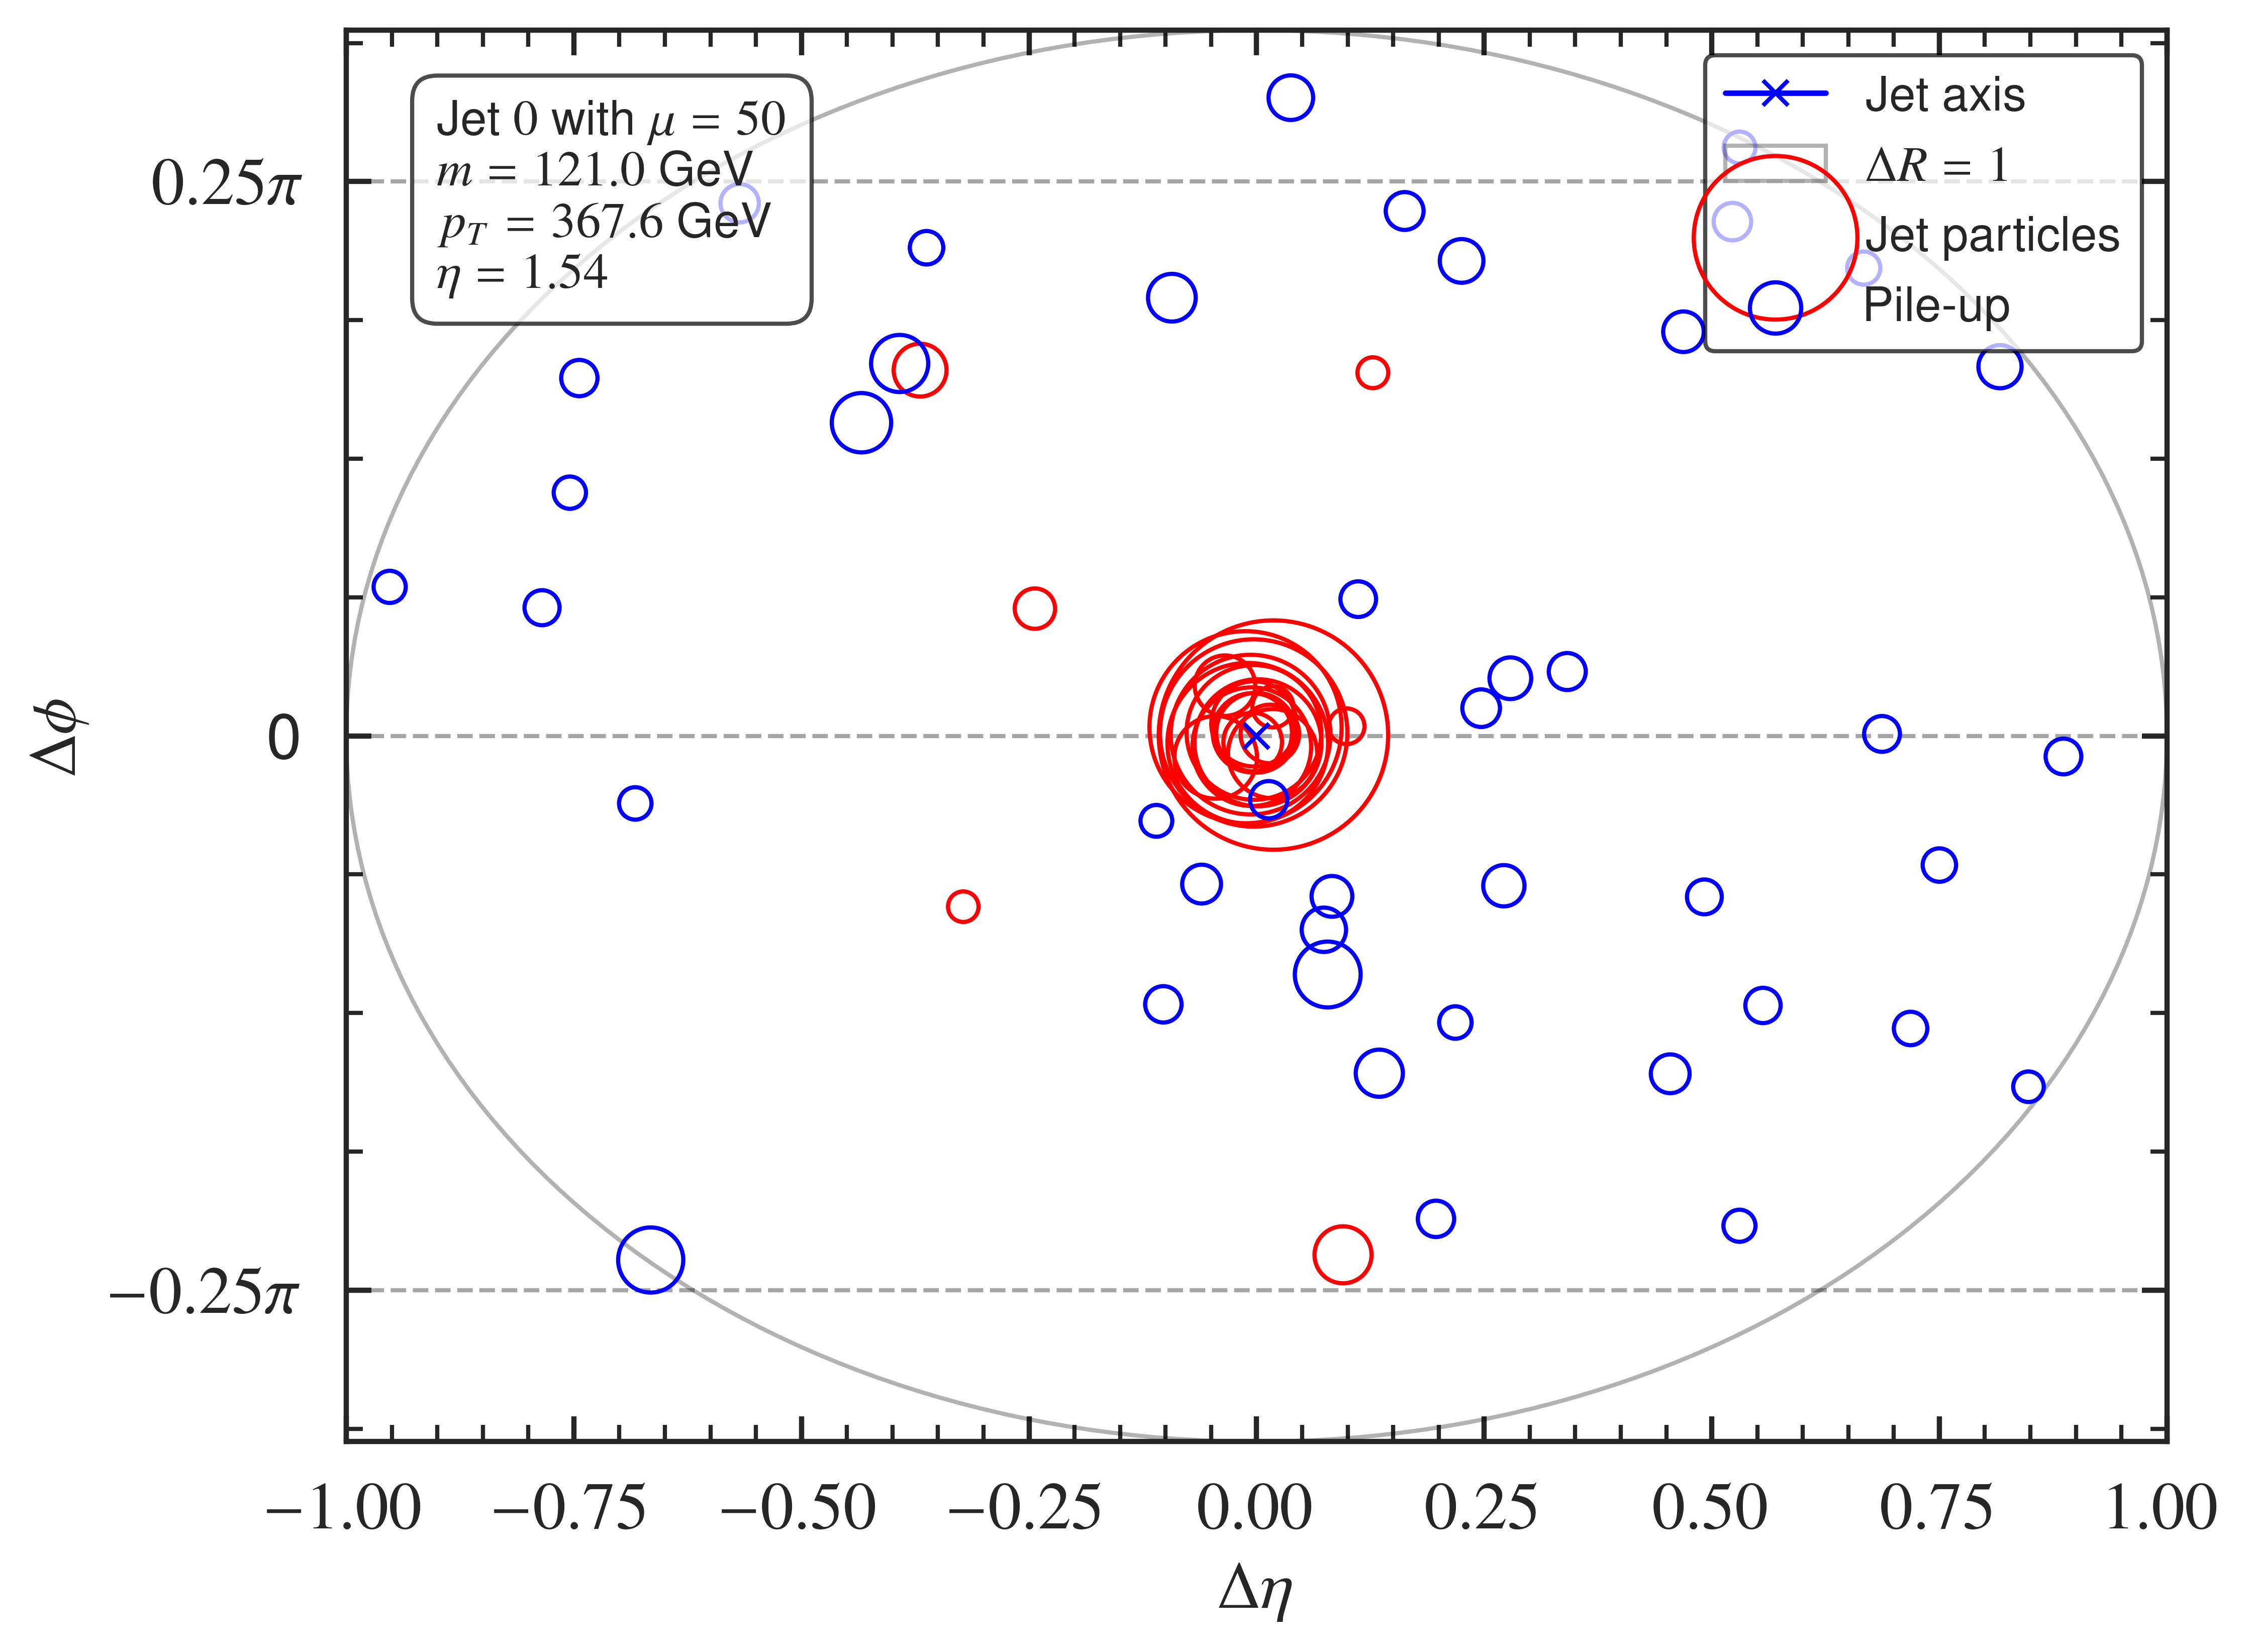 Jet 0 with μ = 50
m = 121.0 GeV
p_T = 367.6 GeV
η = 1.54
Jet axis
ΔR = 1
Jet particles
Pile-up
0.25π
0
−0.25π
Δϕ
−1.00 −0.75 −0.50 −0.25 0.00 0.25 0.50 0.75 1.00
Δη